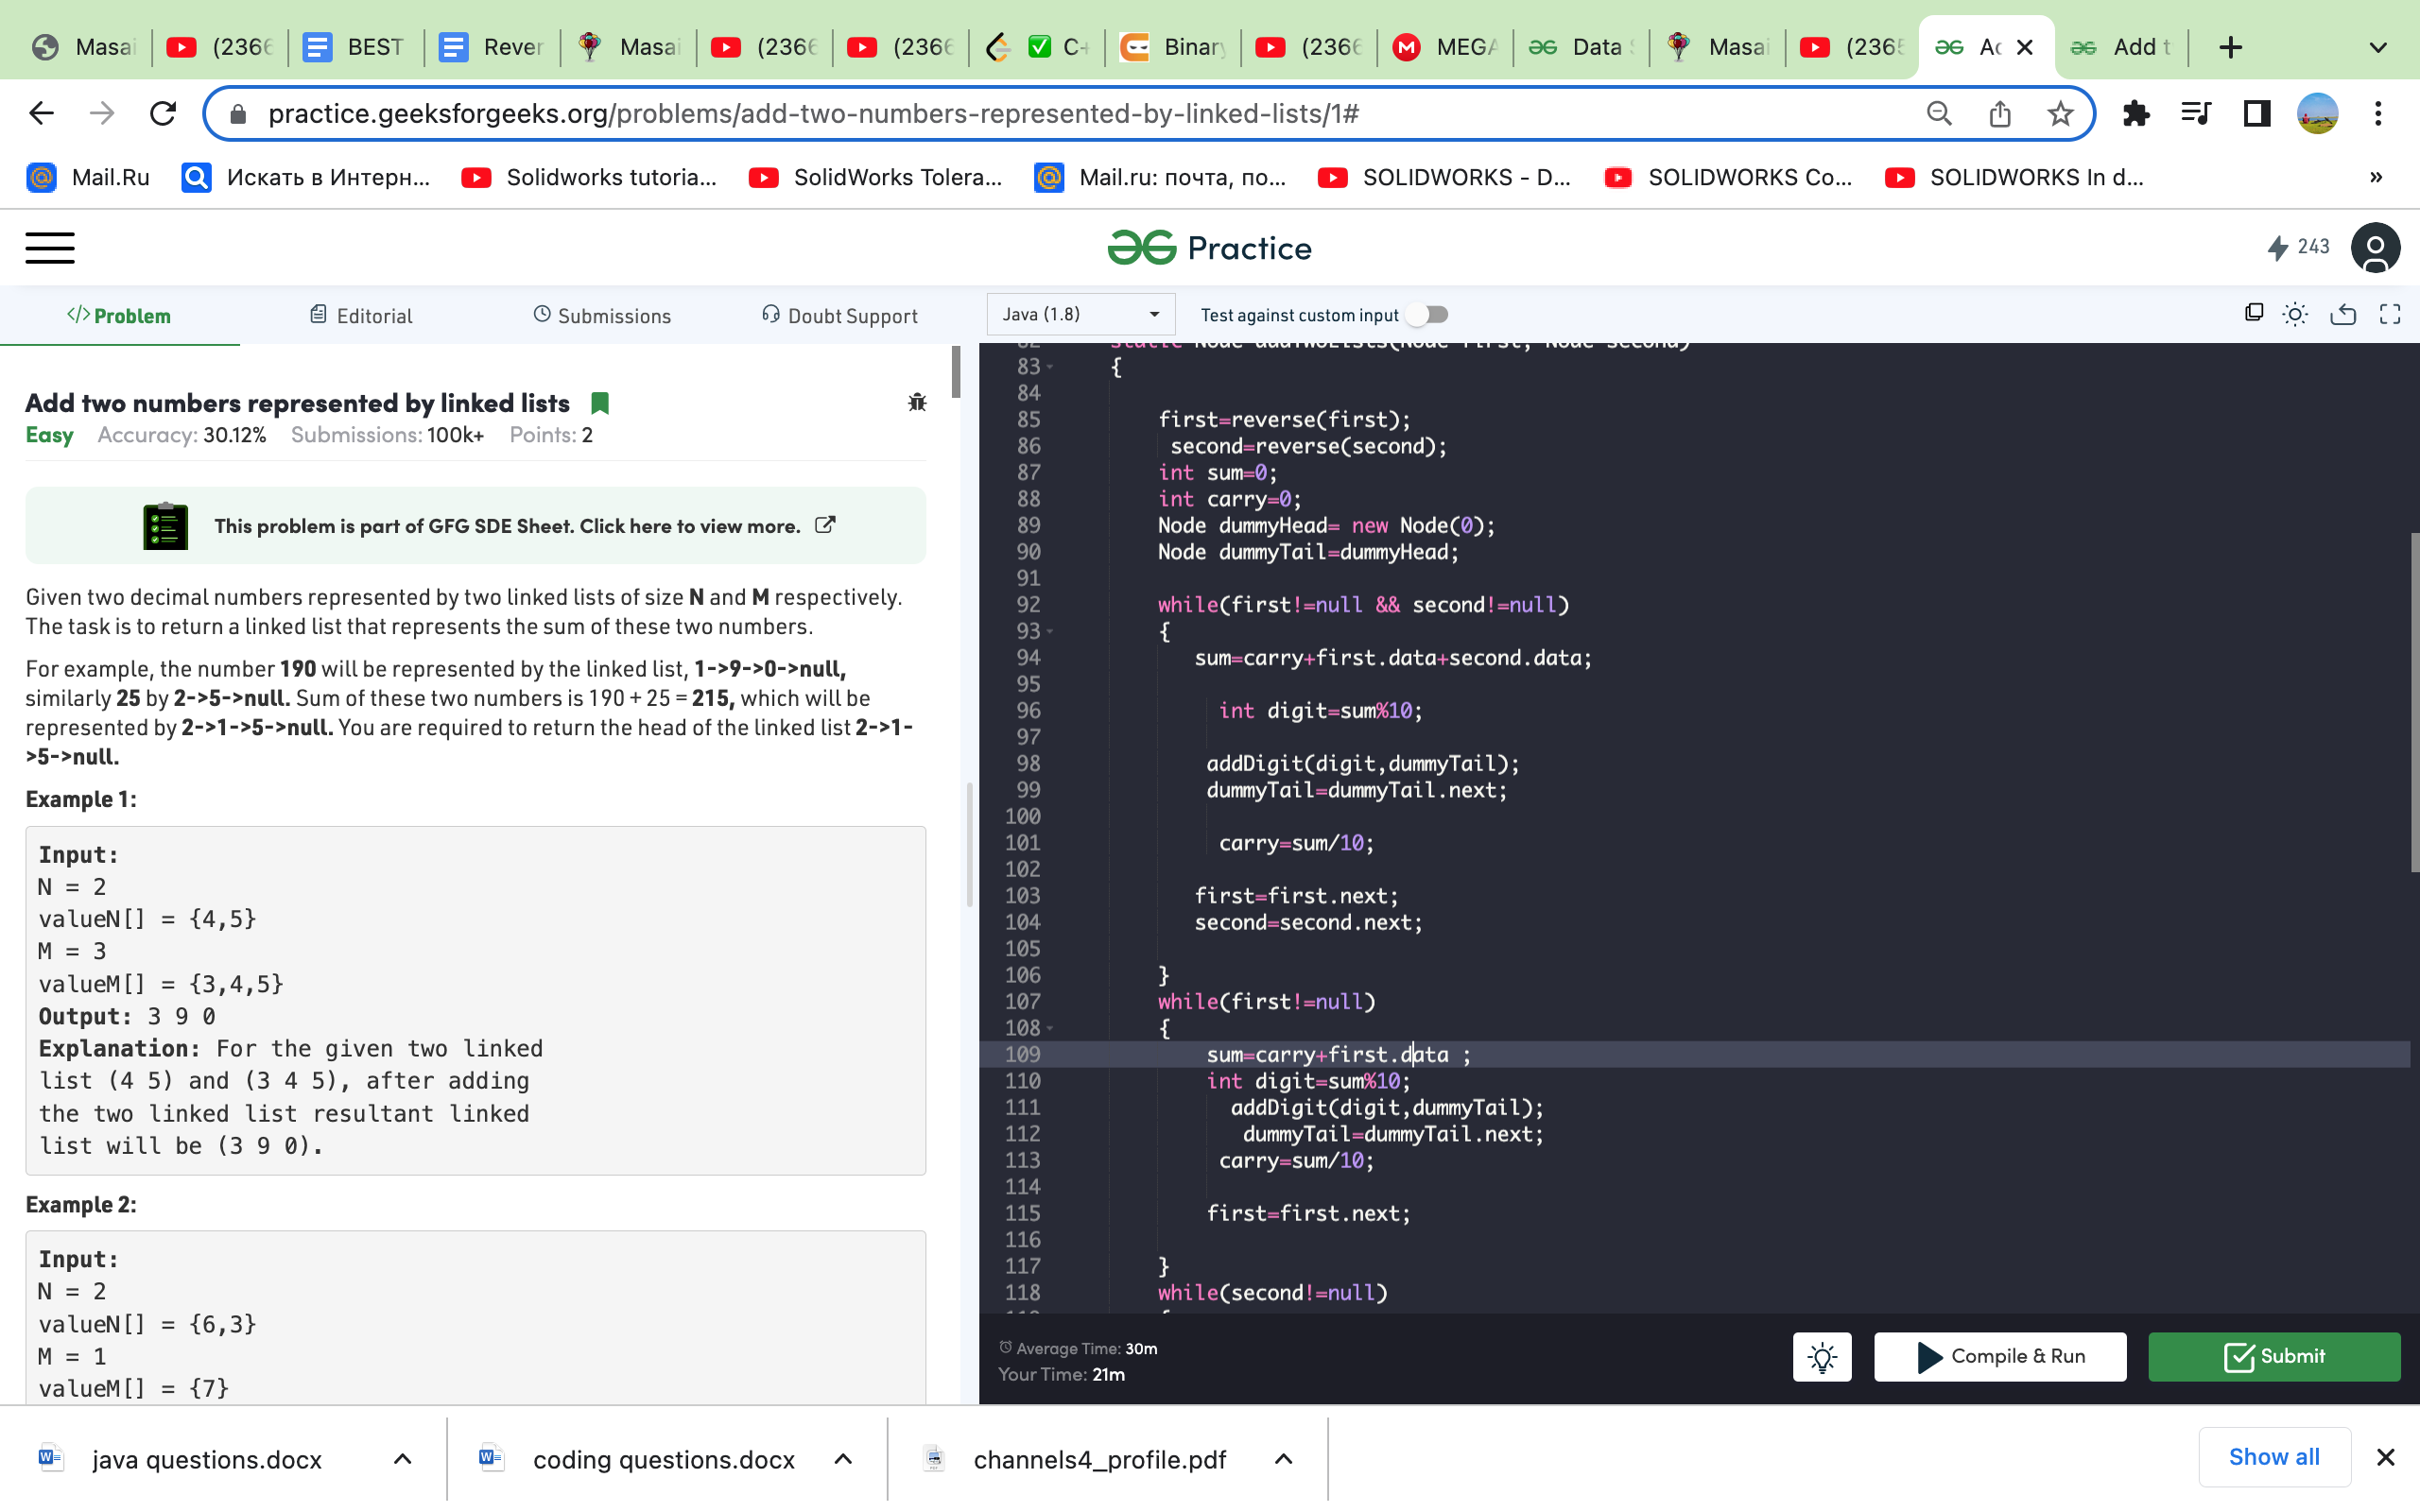 Masai
(2366
BEST
Rever
Masai
(2366
(2366
C+
Binary
(2366
MEGA
Data S
Masai
(2365
Ac
Add t
practice.geeksforgeeks.org/problems/add-two-numbers-represented-by-linked-lists/1#
Mail.Ru
Искать в Интерн...
Solidworks tutoria...
SolidWorks Tolera...
Mail.ru: почта, по...
SOLIDWORKS - D...
SOLIDWORKS Co...
SOLIDWORKS In d...
»
Practice
243
</> Problem
Editorial
Submissions
Doubt Support
Java (1.8)
Test against custom input
Add two numbers represented by linked lists
Easy Accuracy: 30.12% Submissions: 100k+ Points: 2
This problem is part of GFG SDE Sheet. Click here to view more.
Given two decimal numbers represented by two linked lists of size N and M respectively.
The task is to return a linked list that represents the sum of these two numbers.
For example, the number 190 will be represented by the linked list, 1->9->0->null,
similarly 25 by 2->5->null. Sum of these two numbers is 190 + 25 = 215, which will be
represented by 2->1->5->null. You are required to return the head of the linked list 2->1-
>5->null.
Example 1:
Input:
N = 2
valueN[] = {4,5}
M = 3
valueM[] = {3,4,5}
Output: 3 9 0
Explanation: For the given two linked
list (4 5) and (3 4 5), after adding
the two linked list resultant linked
list will be (3 9 0).
Example 2:
Input:
N = 2
valueN[] = {6,3}
M = 1
valueM[] = {7}
82 static Node addTwoLists(Node first, Node second)
83 {
84
85 first=reverse(first);
86 second=reverse(second);
87 int sum=0;
88 int carry=0;
89 Node dummyHead= new Node(0);
90 Node dummyTail=dummyHead;
91
92 while(first!=null && second!=null)
93 {
94 sum=carry+first.data+second.data;
95
96 int digit=sum%10;
97
98 addDigit(digit,dummyTail);
99 dummyTail=dummyTail.next;
100
101 carry=sum/10;
102
103 first=first.next;
104 second=second.next;
105
106 }
107 while(first!=null)
108 {
109 sum=carry+first.data ;
110 int digit=sum%10;
111 addDigit(digit,dummyTail);
112 dummyTail=dummyTail.next;
113 carry=sum/10;
114
115 first=first.next;
116
117 }
118 while(second!=null)
Average Time: 30m
Your Time: 21m
Compile & Run
Submit
java questions.docx
coding questions.docx
channels4_profile.pdf
Show all